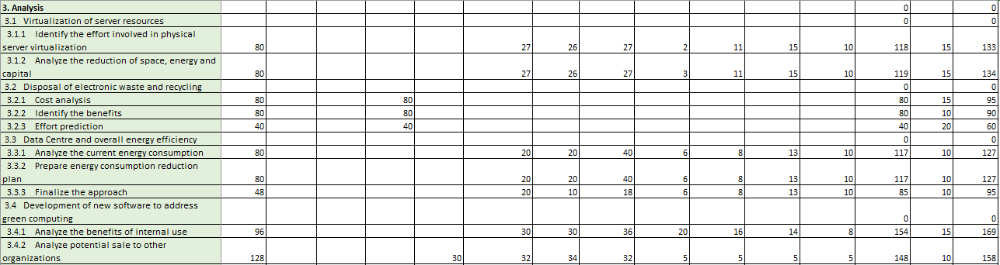 3. Analysis 0 0
3.1 Virtualization of server resources 0 0
3.1.1 Identify the effort involved in physical
server virtualization 80 27 26 27 2 11 15 10 118 15 133
3.1.2 Analyze the reduction of space, energy and
capital 80 27 26 27 3 11 15 10 119 15 134
3.2 Disposal of electronic waste and recycling 0 0
3.2.1 Cost analysis 80 80 80 15 95
3.2.2 Identify the benefits 80 80 80 10 90
3.2.3 Effort prediction 40 40 40 20 60
3.3 Data Centre and overall energy efficiency 0 0
3.3.1 Analyze the current energy consumption 80 20 20 40 6 8 13 10 117 10 127
3.3.2 Prepare energy consumption reduction
plan 80 20 20 40 6 8 13 10 117 10 127
3.3.3 Finalize the approach 48 20 10 18 6 8 13 10 85 10 95
3.4 Development of new software to address
green computing 0 0
3.4.1 Analyze the benefits of internal use 96 30 30 36 20 16 14 8 154 15 169
3.4.2 Analyze potential sale to other
organizations 128 30 32 34 32 5 5 5 5 148 10 158